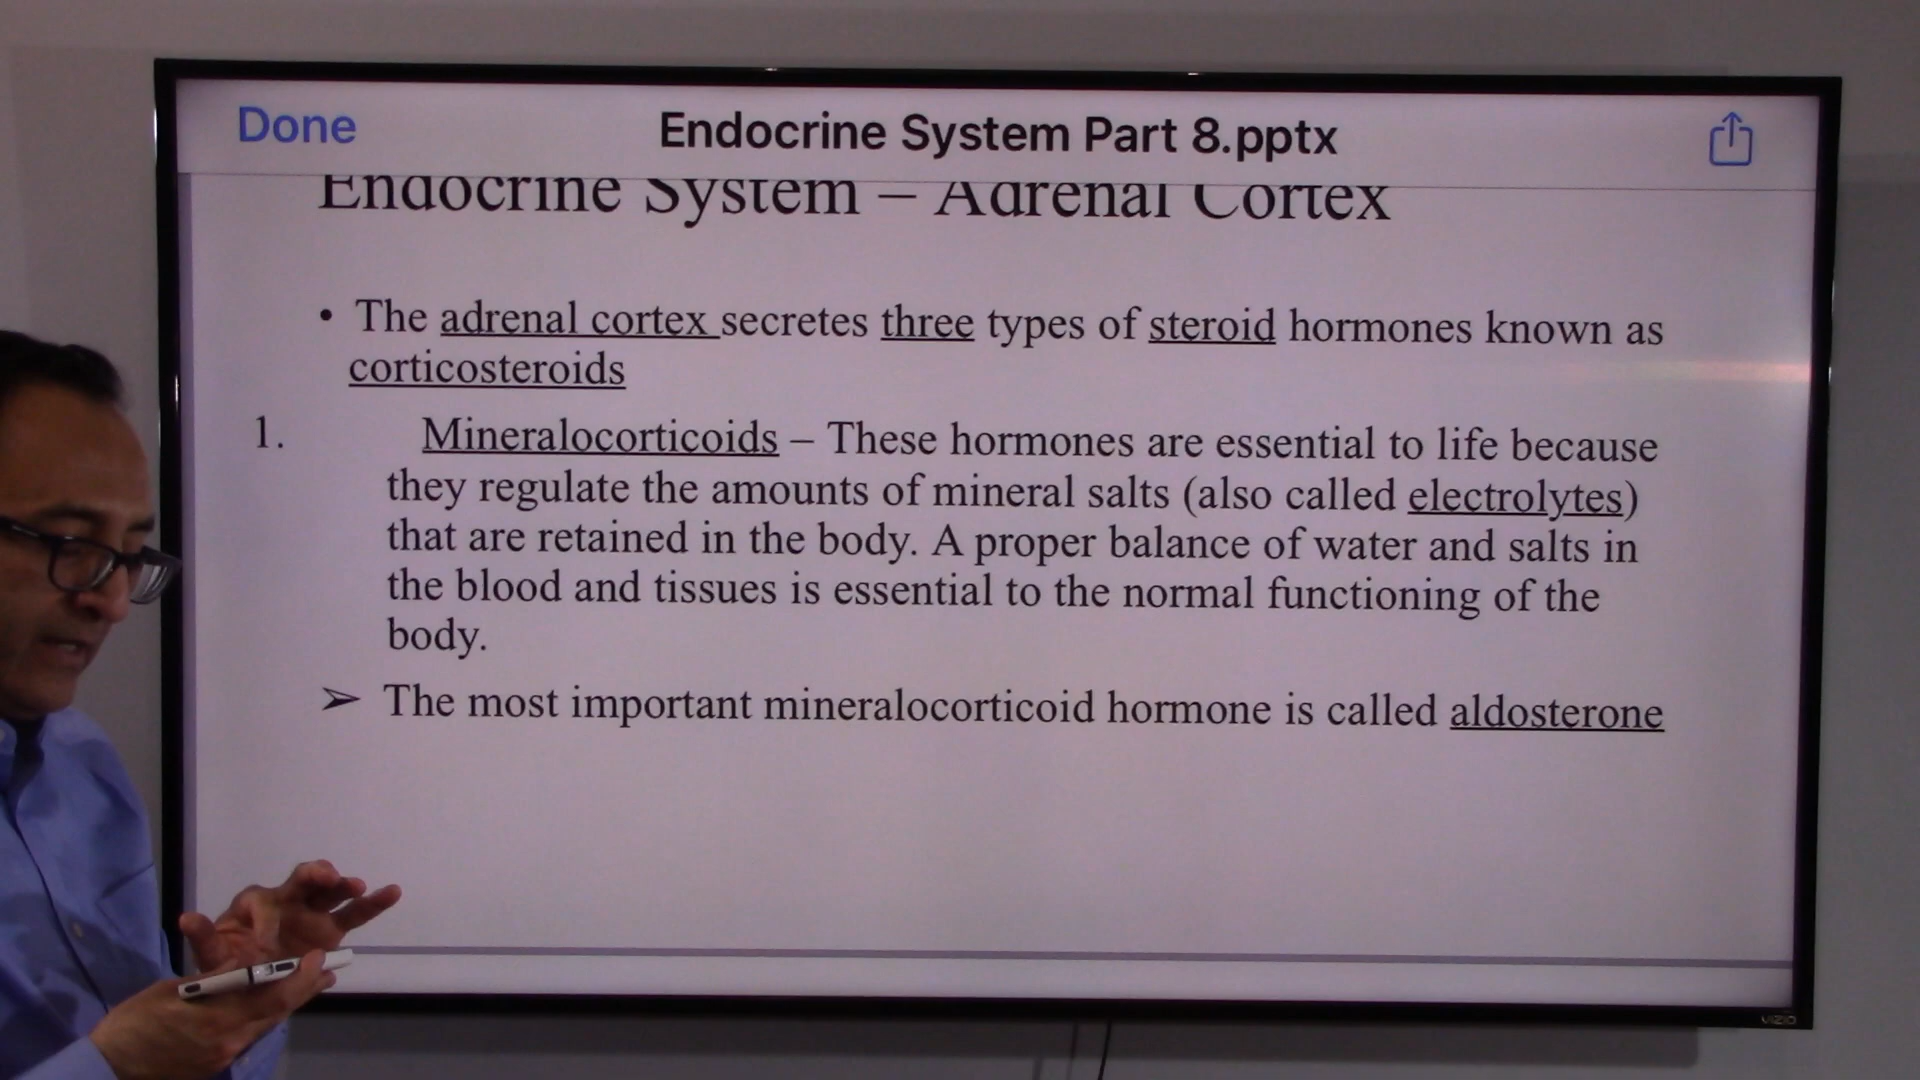 Done
Endocrine System Part 8.pptx
Endocrine System – Adrenal Cortex
• The adrenal cortex secretes three types of steroid hormones known as
corticosteroids
1. Mineralocorticoids – These hormones are essential to life because
they regulate the amounts of mineral salts (also called electrolytes)
that are retained in the body. A proper balance of water and salts in
the blood and tissues is essential to the normal functioning of the
body.
➢ The most important mineralocorticoid hormone is called aldosterone
VIZIO